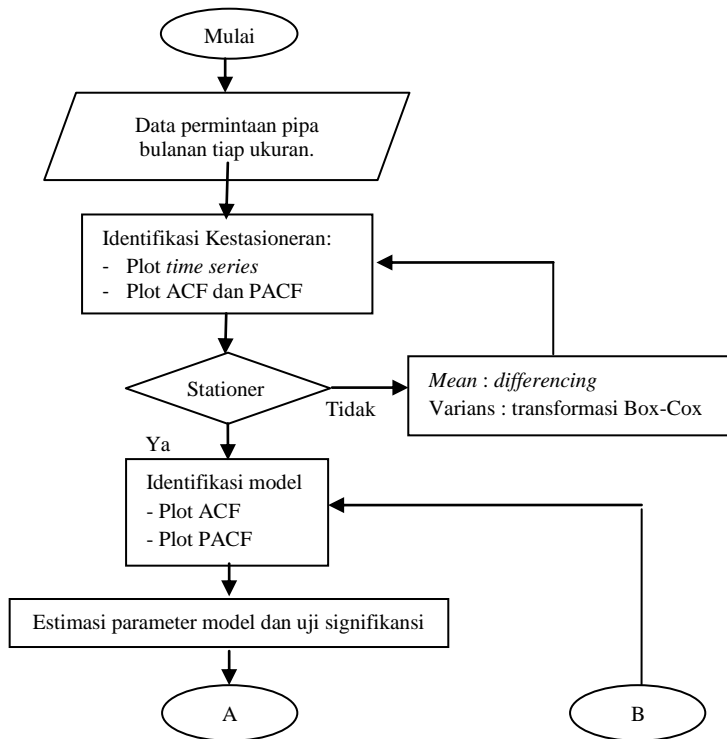 Mulai
Data permintaan pipa
bulanan tiap ukuran.
Identifikasi Kestasioneran:
- Plot time series
- Plot ACF dan PACF
Stationer
Tidak
Mean : differencing
Varians : transformasi Box-Cox
Ya
Identifikasi model
- Plot ACF
- Plot PACF
Estimasi parameter model dan uji signifikansi
A
B